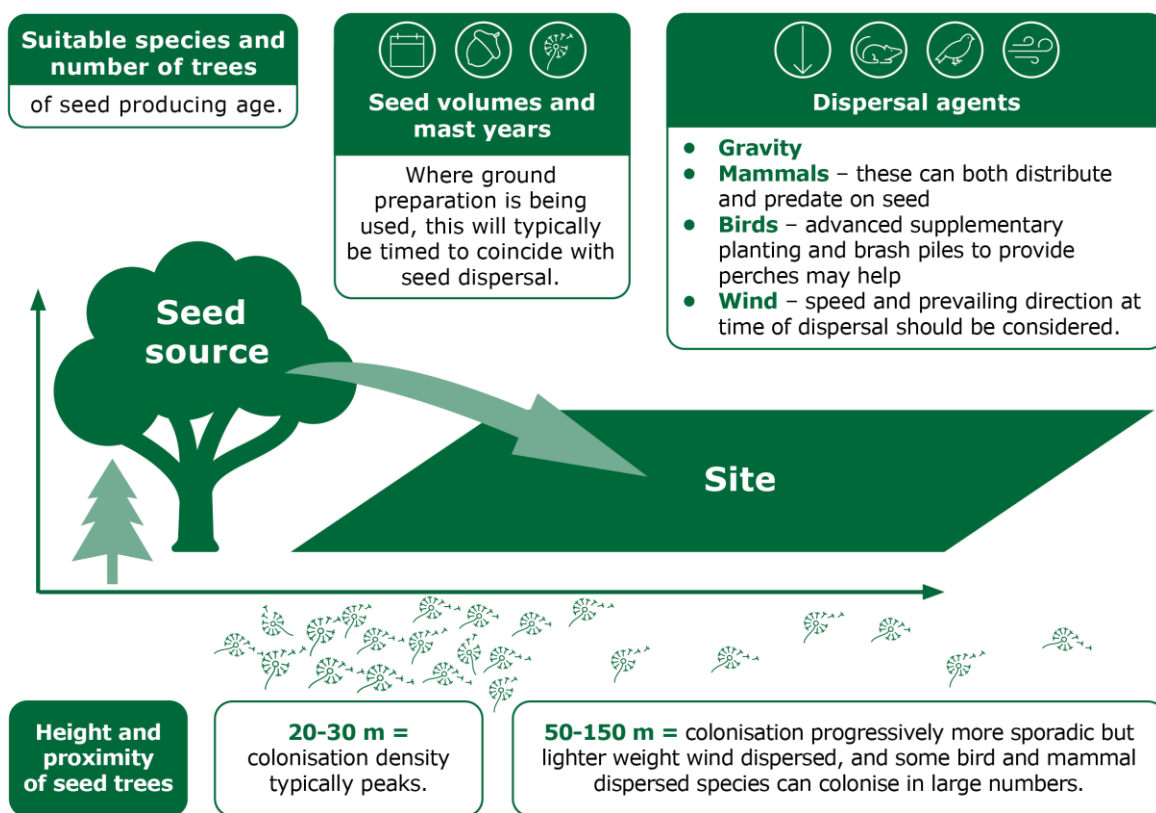 Suitable species and
number of trees
of seed producing age.
Seed volumes and
mast years
Where ground
preparation is being
used, this will typically
be timed to coincide with
seed dispersal.
Dispersal agents
● Gravity
● Mammals – these can both distribute
and predate on seed
● Birds – advanced supplementary
planting and brash piles to provide
perches may help
● Wind – speed and prevailing direction at
time of dispersal should be considered.
Seed
source
Site
Height and
proximity
of seed trees
20-30 m =
colonisation density
typically peaks.
50-150 m = colonisation progressively more sporadic but
lighter weight wind dispersed, and some bird and mammal
dispersed species can colonise in large numbers.